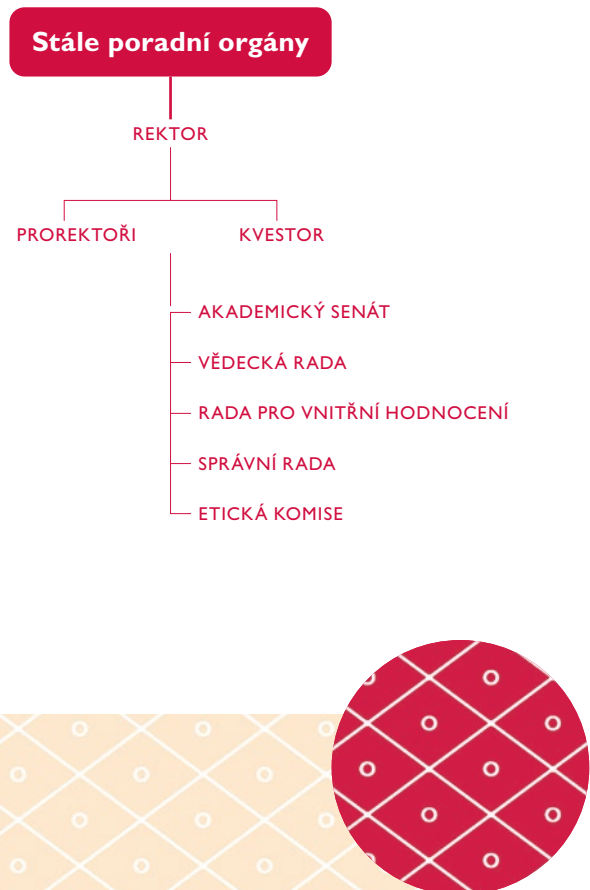 Stále poradní orgány
REKTOR
PROREKTOŘI KVESTOR
AKADEMICKÝ SENÁT
VĚDECKÁ RADA
RADA PRO VNITŘNÍ HODNOCENÍ
SPRÁVNÍ RADA
ETICKÁ KOMISE